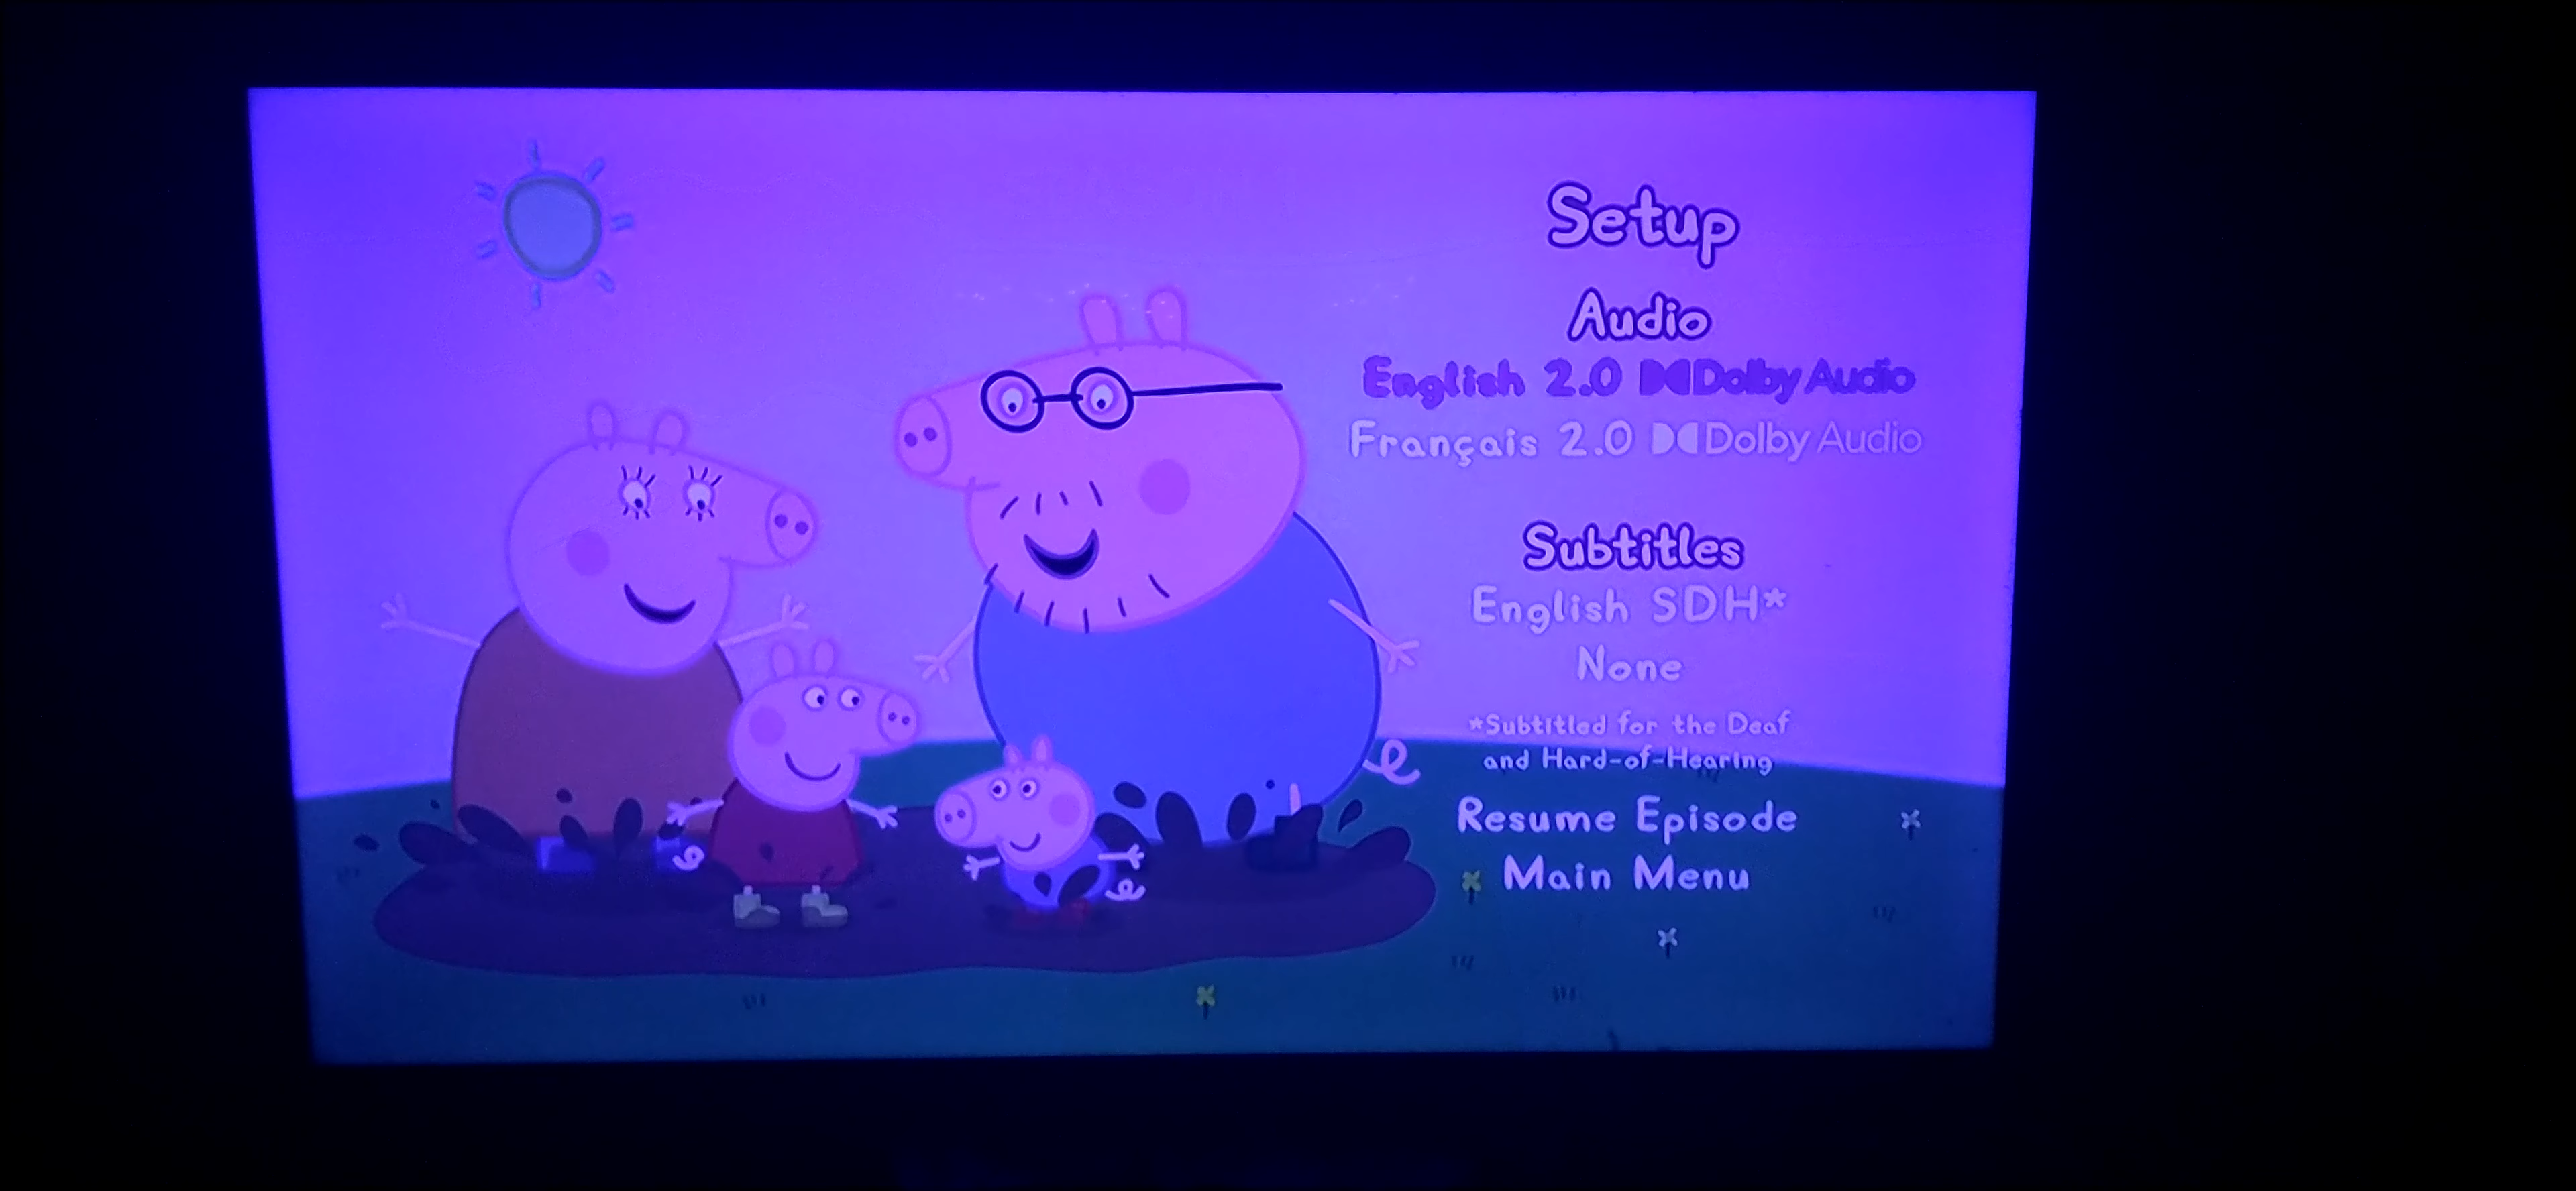 Setup
Audio
English 2.0 Dolby Audio
Français 2.0 Dolby Audio
Subtitles
English SDH*
None
*Subtitled for the Deaf
and Hard-of-Hearing
Resume Episode
Main Menu